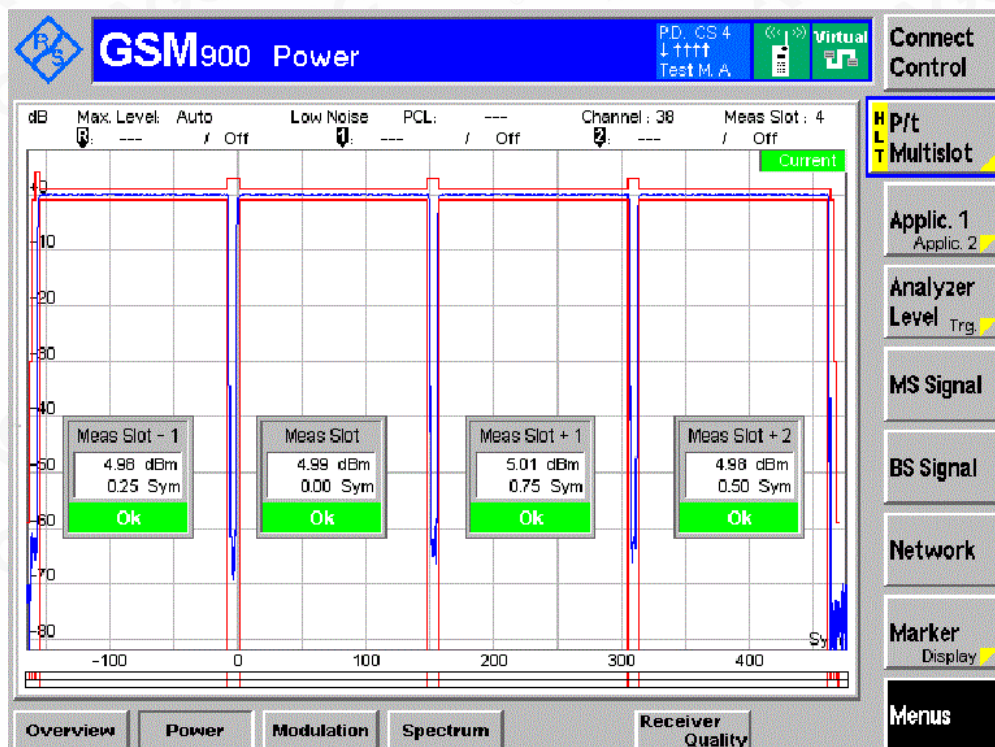 R/S
GSM900 Power
PD. CS 4
↓↑↑↑↑
Test M. A
Virtual
Connect
Control
dB Max. Level: Auto Low Noise PCL: --- Channel : 38 Meas Slot : 4
R: --- / Off 1: --- / Off 2: --- / Off
Current
HLT
P/t
Multislot
Applic. 1
Applic. 2
Analyzer
Level Trg.
MS Signal
BS Signal
Network
Marker
Display
Menus
+0
-10
-20
-30
-40
-50
-60
-70
-80
Meas Slot - 1
4.98 dBm
0.25 Sym
Ok
Meas Slot
4.99 dBm
0.00 Sym
Ok
Meas Slot + 1
5.01 dBm
0.75 Sym
Ok
Meas Slot + 2
4.98 dBm
0.50 Sym
Ok
-100 0 100 200 300 400
Overview Power Modulation Spectrum Receiver
Quality